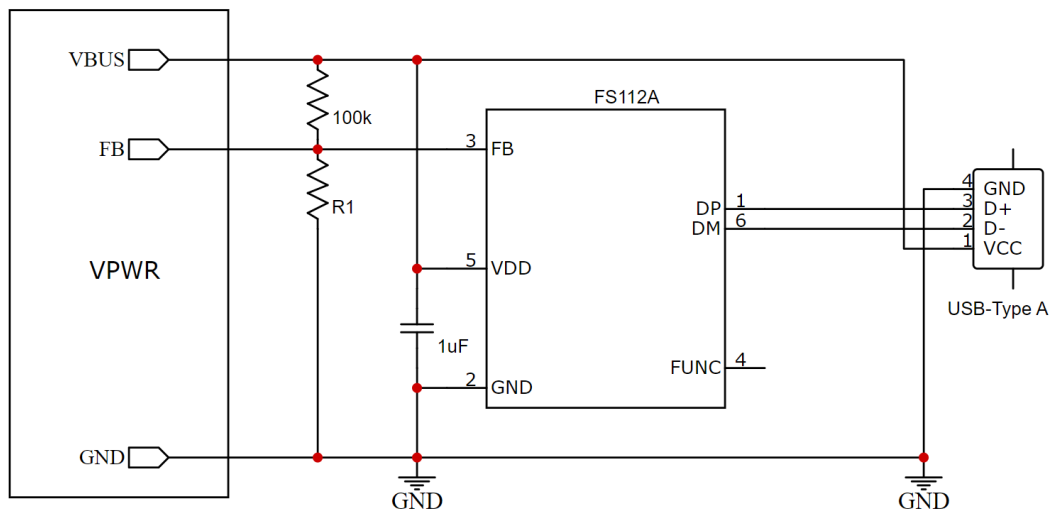 VBUS
100k
FB
R1
VPWR
GND
FS112A
3
FB
5
VDD
1uF
2
GND
DP
1
DM
6
FUNC
4
4
GND
3
D+
2
D-
1
VCC
USB-Type A
GND
GND